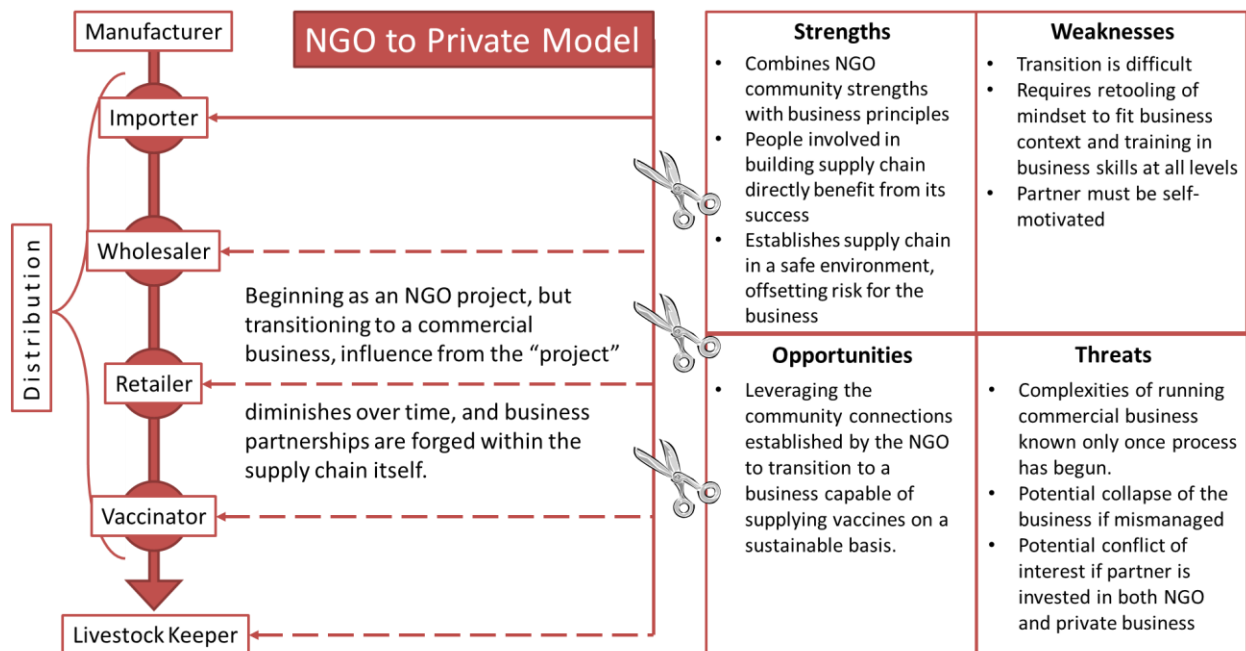 Manufacturer
NGO to Private Model
Importer
Wholesaler
Distribution
Beginning as an NGO project, but
transitioning to a commercial
business, influence from the “project”
Retailer
diminishes over time, and business
partnerships are forged within the
supply chain itself.
Vaccinator
Livestock Keeper
Strengths
• Combines NGO
community strengths
with business principles
• People involved in
building supply chain
directly benefit from its
success
• Establishes supply chain
in a safe environment,
offsetting risk for the
business
Weaknesses
• Transition is difficult
• Requires retooling of
mindset to fit business
context and training in
business skills at all levels
• Partner must be self-
motivated
Opportunities
• Leveraging the
community connections
established by the NGO
to transition to a
business capable of
supplying vaccines on a
sustainable basis.
Threats
• Complexities of running
commercial business
known only once process
has begun.
• Potential collapse of the
business if mismanaged
• Potential conflict of
interest if partner is
invested in both NGO
and private business